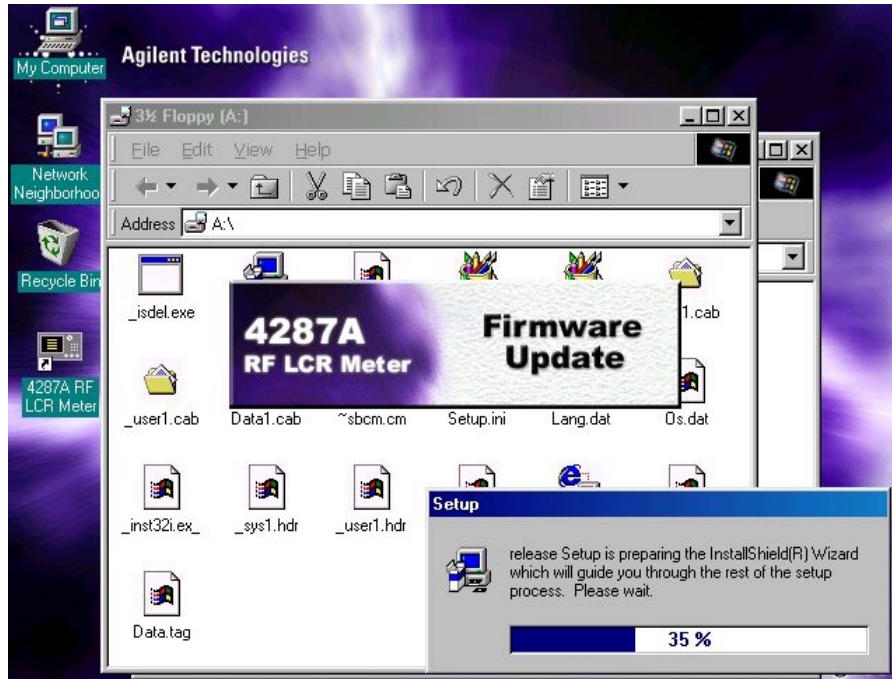 My Computer
Agilent Technologies
3½ Floppy (A:)
File Edit View Help
Network
Neighborhoo
Address A:\
Recycle Bin
_isdel.exe
1.cab
4287A
RF LCR Meter
Firmware
Update
4287A RF
LCR Meter
_user1.cab Data1.cab ~sbcm.cm Setup.ini Lang.dat Os.dat
Setup
_inst32i.ex_ _sys1.hdr _user1.hdr
release Setup is preparing the InstallShield(R) Wizard
which will guide you through the rest of the setup
process. Please wait.
Data.tag
35 %